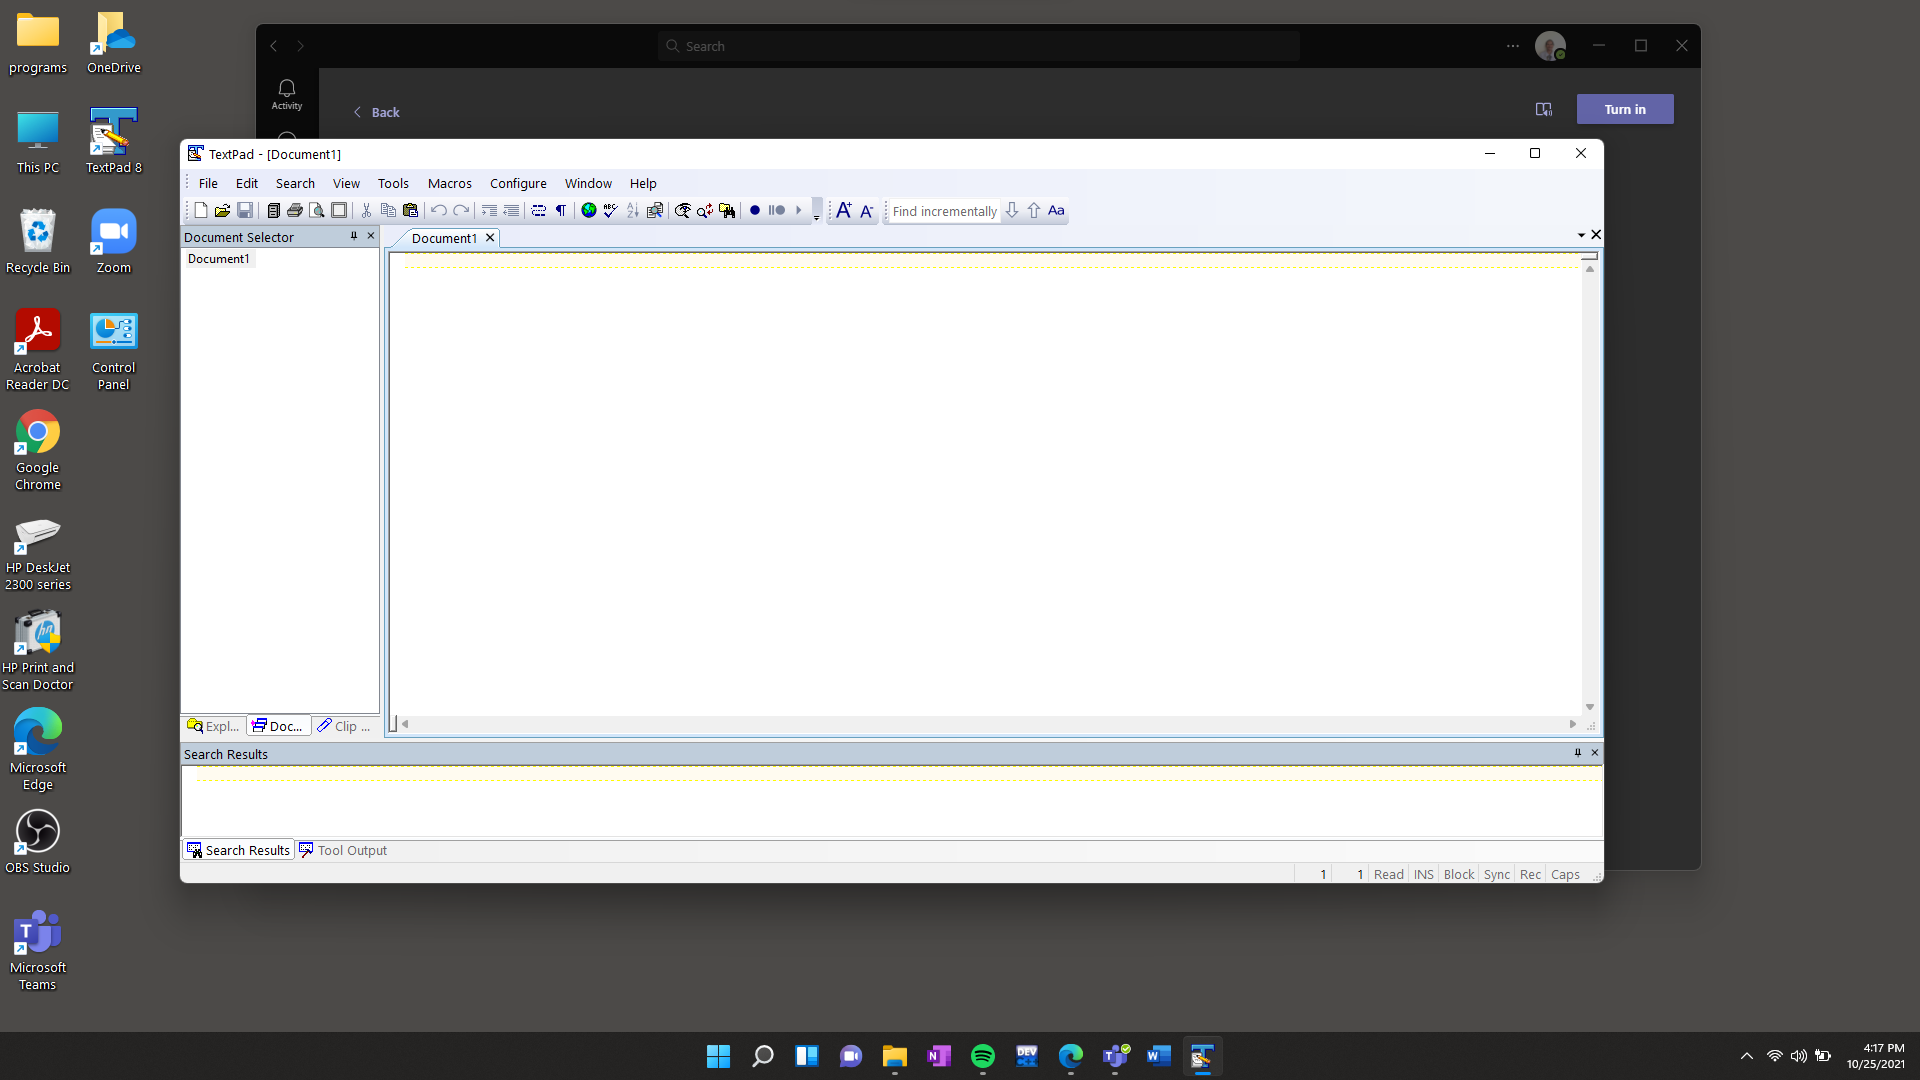 programs
OneDrive
This PC
TextPad 8
Recycle Bin
Zoom
Acrobat
Reader DC
Control
Panel
Google
Chrome
HP DeskJet
2300 series
HP Print and
Scan Doctor
Microsoft
Edge
OBS Studio
Microsoft
Teams
Search
Activity
Back
Turn in
TextPad - [Document1]
File Edit Search View Tools Macros Configure Window Help
Find incrementally
Aa
Document Selector
Document1
Document1
Expl...
Doc...
Clip ...
Search Results
Search Results
Tool Output
1 1 Read INS Block Sync Rec Caps
4:17 PM
10/25/2021